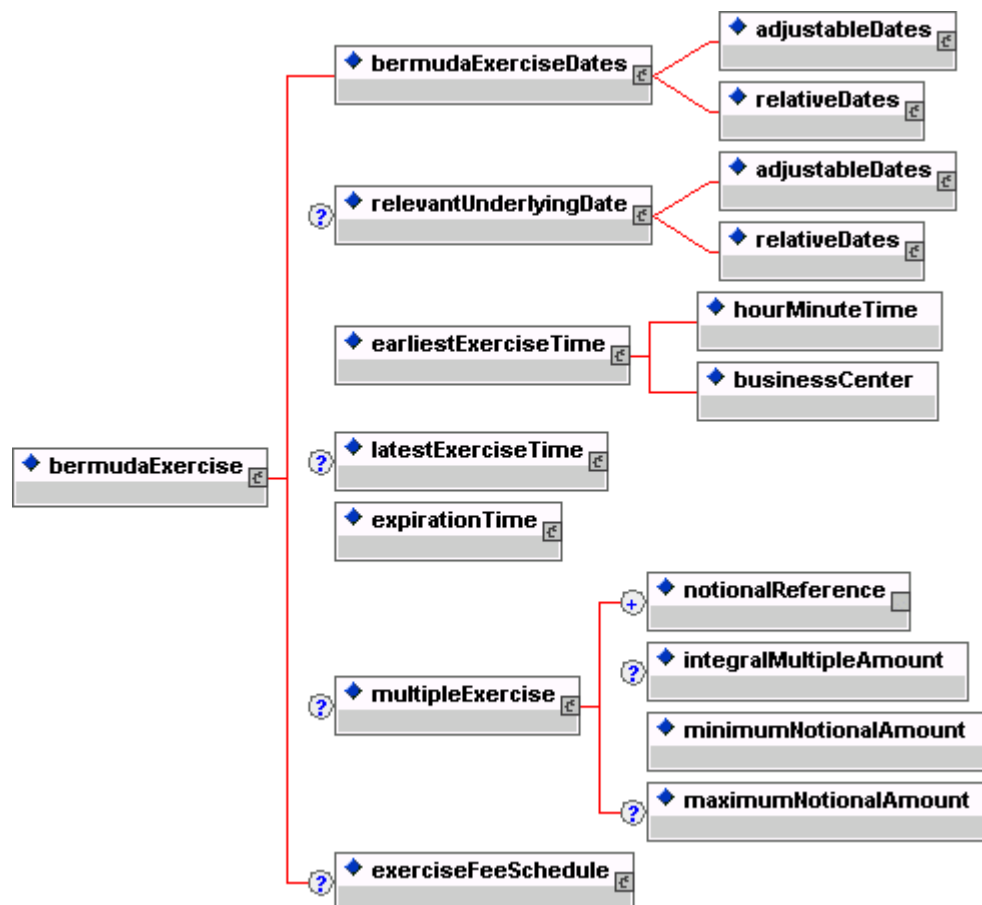 adjustableDates
bermudaExerciseDates
relativeDates
adjustableDates
? relevantUnderlyingDate
relativeDates
hourMinuteTime
earliestExerciseTime
businessCenter
? latestExerciseTime
bermudaExercise
expirationTime
+ notionalReference
? integralMultipleAmount
? multipleExercise
minimumNotionalAmount
? maximumNotionalAmount
? exerciseFeeSchedule